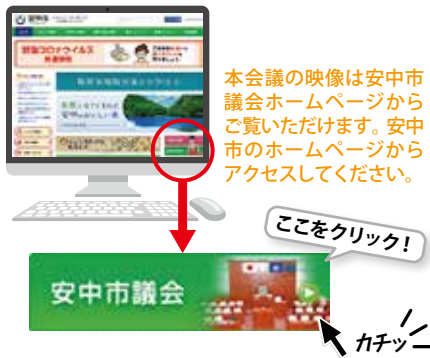 新型コロナウイルス
本会議の映像は安中市
議会ホームページから
ご覧いただけます。安中
市のホームページから
アクセスしてください。
ここをクリック!
安中市議会
カチッ